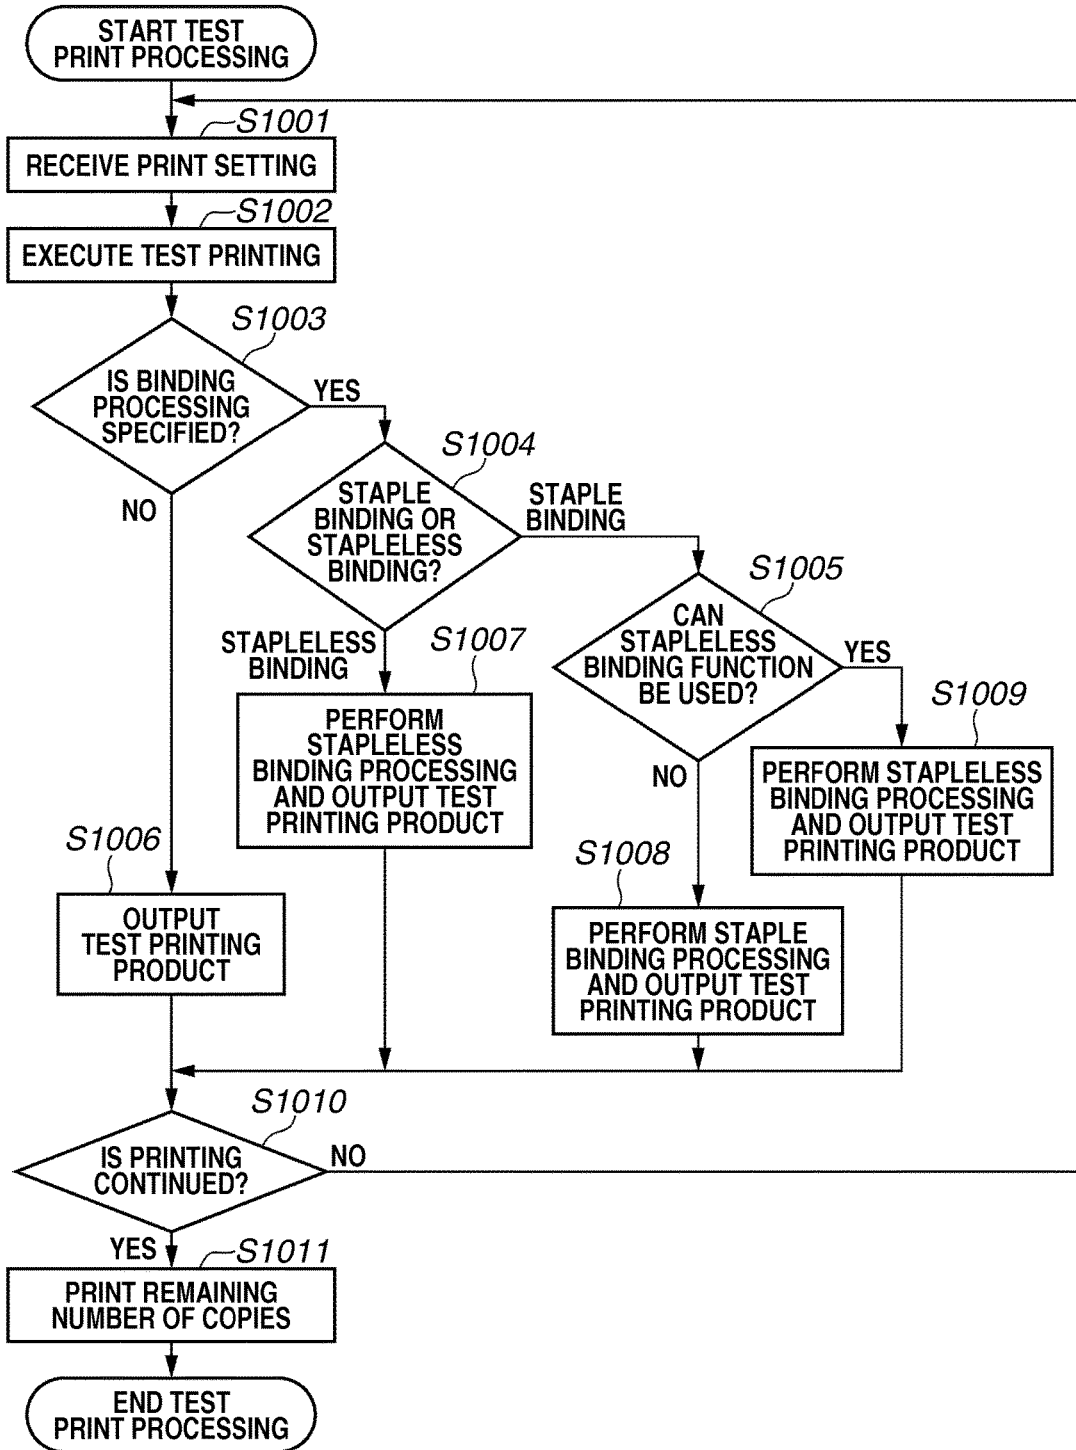 START TEST
PRINT PROCESSING
S1001
RECEIVE PRINT SETTING
S1002
EXECUTE TEST PRINTING
S1003
IS BINDING
PROCESSING
SPECIFIED?
YES
NO
S1004
STAPLE
BINDING OR
STAPLELESS
BINDING?
STAPLE
BINDING
STAPLELESS
BINDING
S1005
CAN
STAPLELESS
BINDING FUNCTION
BE USED?
YES
NO
S1007
PERFORM
STAPLELESS
BINDING PROCESSING
AND OUTPUT TEST
PRINTING PRODUCT
S1009
PERFORM STAPLELESS
BINDING PROCESSING
AND OUTPUT TEST
PRINTING PRODUCT
S1006
OUTPUT
TEST PRINTING
PRODUCT
S1008
PERFORM STAPLE
BINDING PROCESSING
AND OUTPUT TEST
PRINTING PRODUCT
S1010
IS PRINTING
CONTINUED?
NO
YES
S1011
PRINT REMAINING
NUMBER OF COPIES
END TEST
PRINT PROCESSING